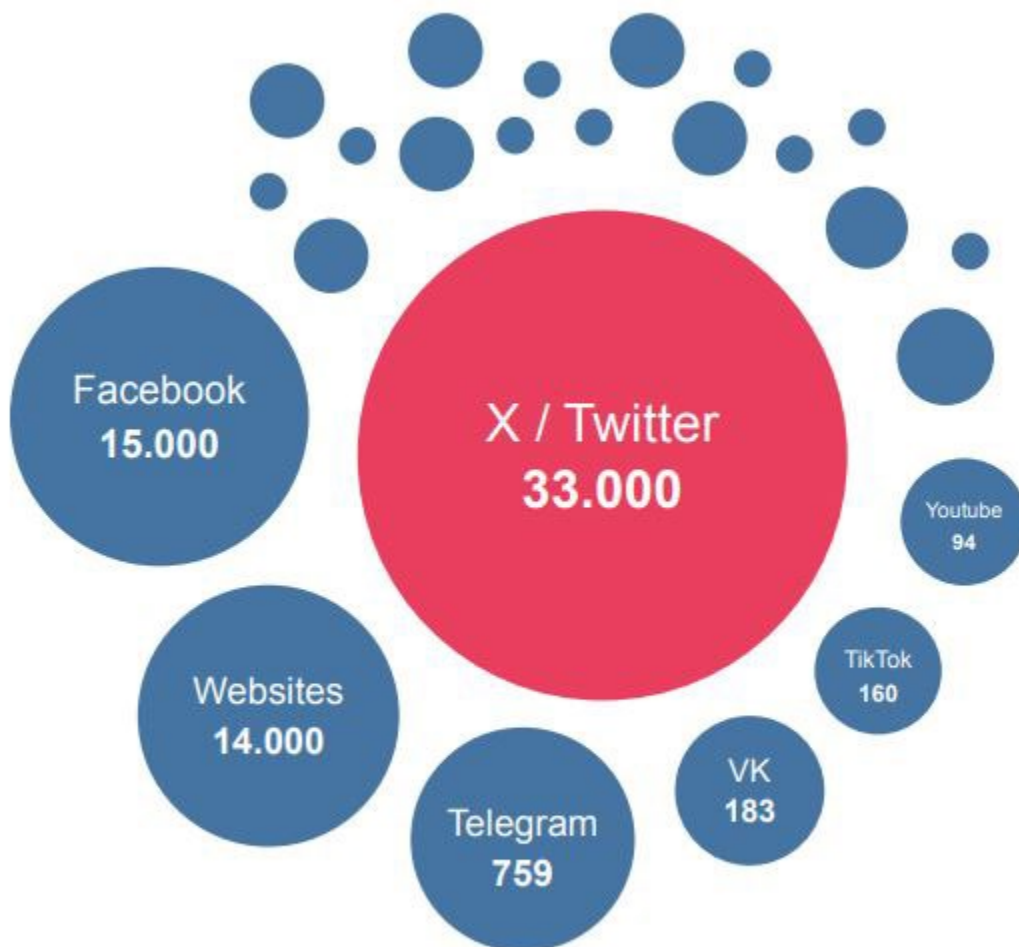 Facebook
15.000
X / Twitter
33.000
Youtube
94
TikTok
160
Websites
14.000
VK
183
Telegram
759